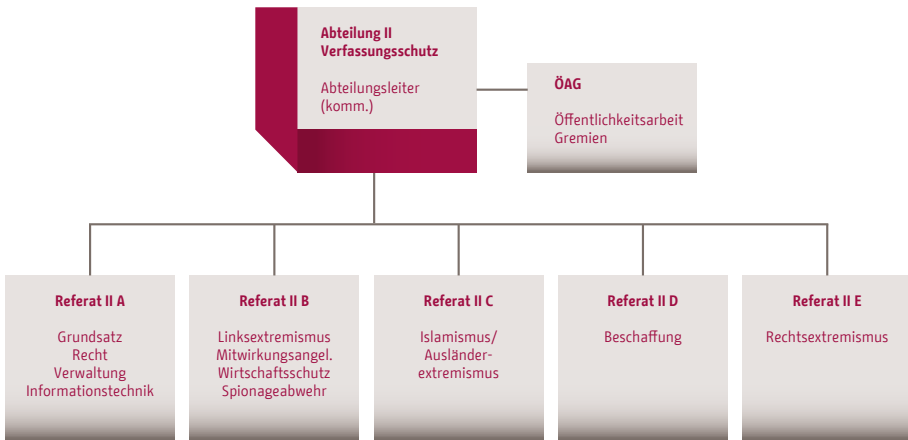 Abteilung II
Verfassungsschutz
Abteilungsleiter
(komm.)
ÖAG
Öffentlichkeitsarbeit
Gremien
Referat II A
Grundsatz
Recht
Verwaltung
Informationstechnik
Referat II B
Linksextremismus
Mitwirkungsangel.
Wirtschaftsschutz
Spionageabwehr
Referat II C
Islamismus/
Ausländer-
extremismus
Referat II D
Beschaffung
Referat II E
Rechtsextremismus